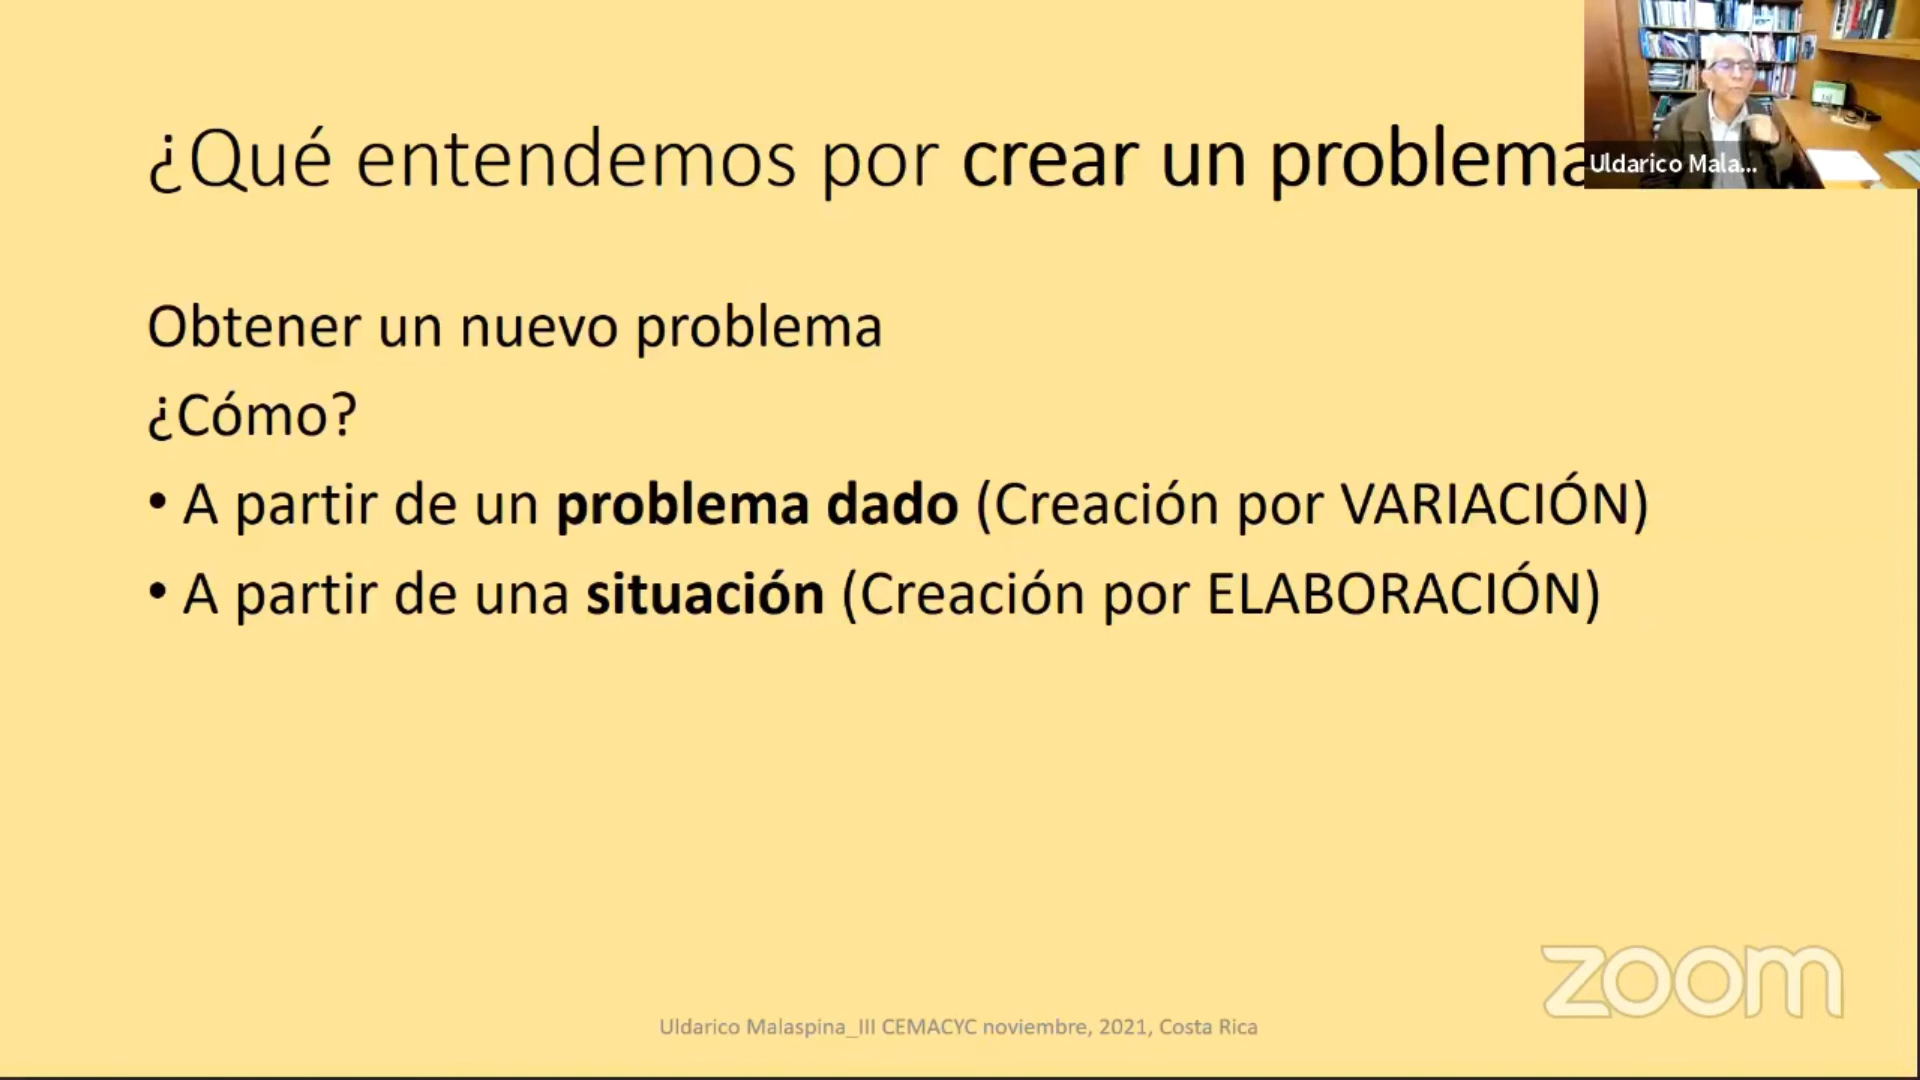 ¿Qué entendemos por crear un problema
Uldarico Mala...
Obtener un nuevo problema
¿Cómo?
• A partir de un problema dado (Creación por VARIACIÓN)
• A partir de una situación (Creación por ELABORACIÓN)
zoom
Uldarico Malaspina_III CEMACYC noviembre, 2021, Costa Rica